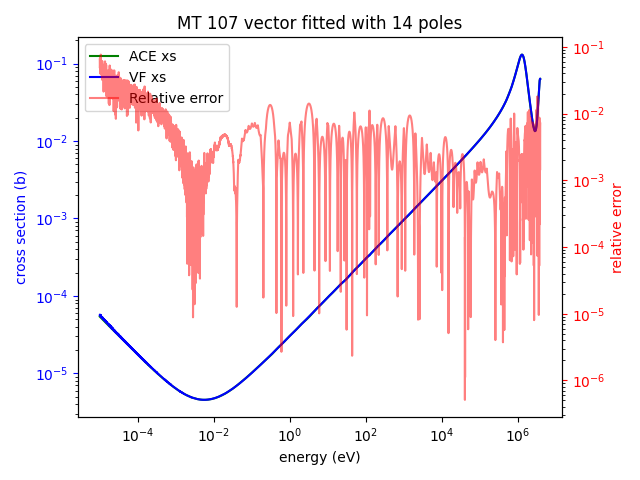 MT 107 vector fitted with 14 poles
ACE xs
VF xs
Relative error
cross section (b)
10⁻¹
10⁻²
10⁻³
10⁻⁴
10⁻⁵
relative error
10⁻¹
10⁻²
10⁻³
10⁻⁴
10⁻⁵
10⁻⁶
10⁻⁴ 10⁻² 10⁰ 10² 10⁴ 10⁶
energy (eV)